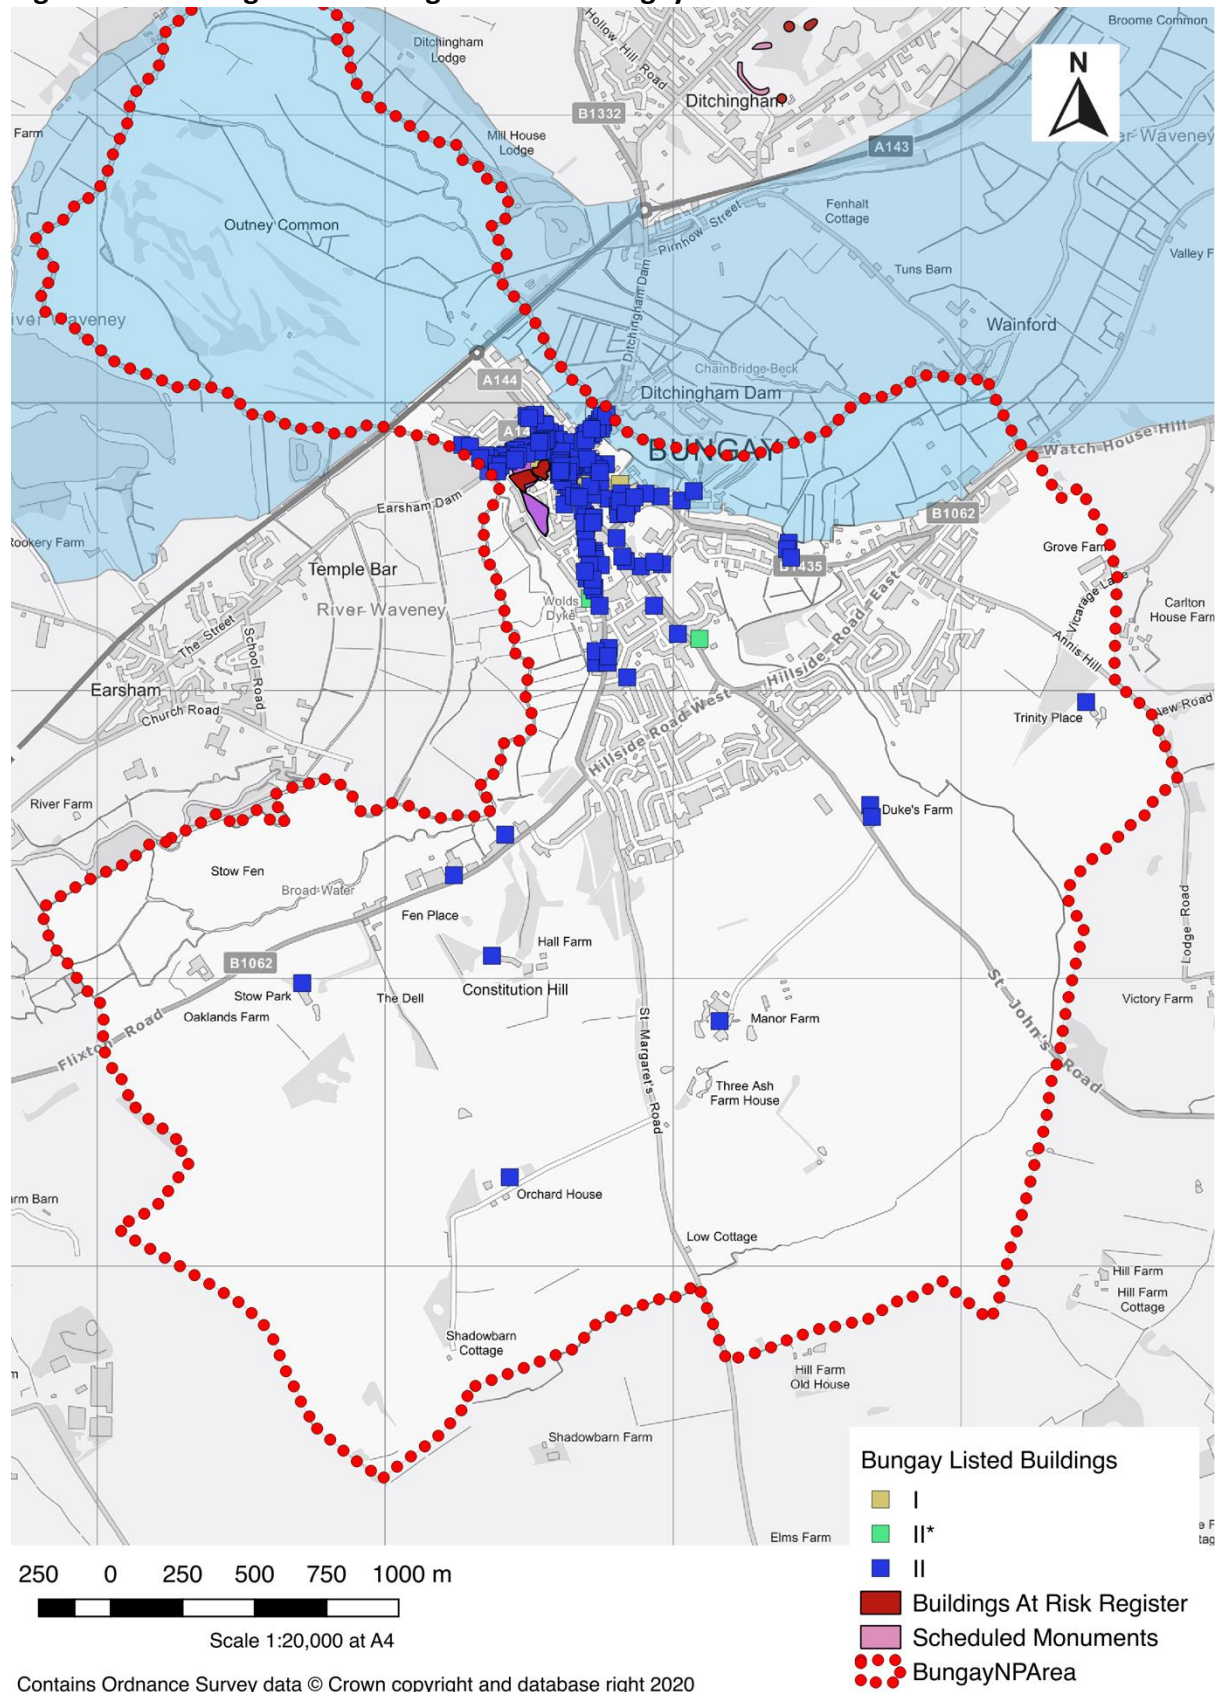 Broome Common
Ditchingham
Lodge
Hollow Hill Road
N
Ditchingham
B1332
Farm
Mill House
Lodge
A143
er Waveney
Outney Common
Fenhalt
Cottage
Pirnhow Street
Valley F
Tuns Barn
iver Waveney
Ditchingham Dam
Wainford
Chainbridge Beck
A144
Ditchingham Dam
A14
BUNGAY
Watch House Hill
Earsham Dam
B1062
Rookery Farm
Grove Farm
Temple Bar
B1435
Vicarage Lane
Carlton
House Farm
River Waveney
Wolds
Dyke
The Street
School Road
Hillside Road East
Annis Hill
Earsham
Church Road
Hillside Road West
Trinity Place
New Road
River Farm
Duke's Farm
Stow Fen
Broad Water
Fen Place
Lodge Road
Hall Farm
B1062
Stow Park
Constitution Hill
The Dell
Victory Farm
Oaklands Farm
Manor Farm
Flixton Road
St. Margaret's Road
St. John's Road
Three Ash
Farm House
Orchard House
arm Barn
Low Cottage
Hill Farm
Hill Farm
Cottage
Shadowbarn
Cottage
Hill Farm
Old House
Shadowbarn Farm
Elms Farm
Bungay Listed Buildings
I
II*
II
Buildings At Risk Register
Scheduled Monuments
BungayNPArea
250 0 250 500 750 1000 m
Scale 1:20,000 at A4
Contains Ordnance Survey data © Crown copyright and database right 2020